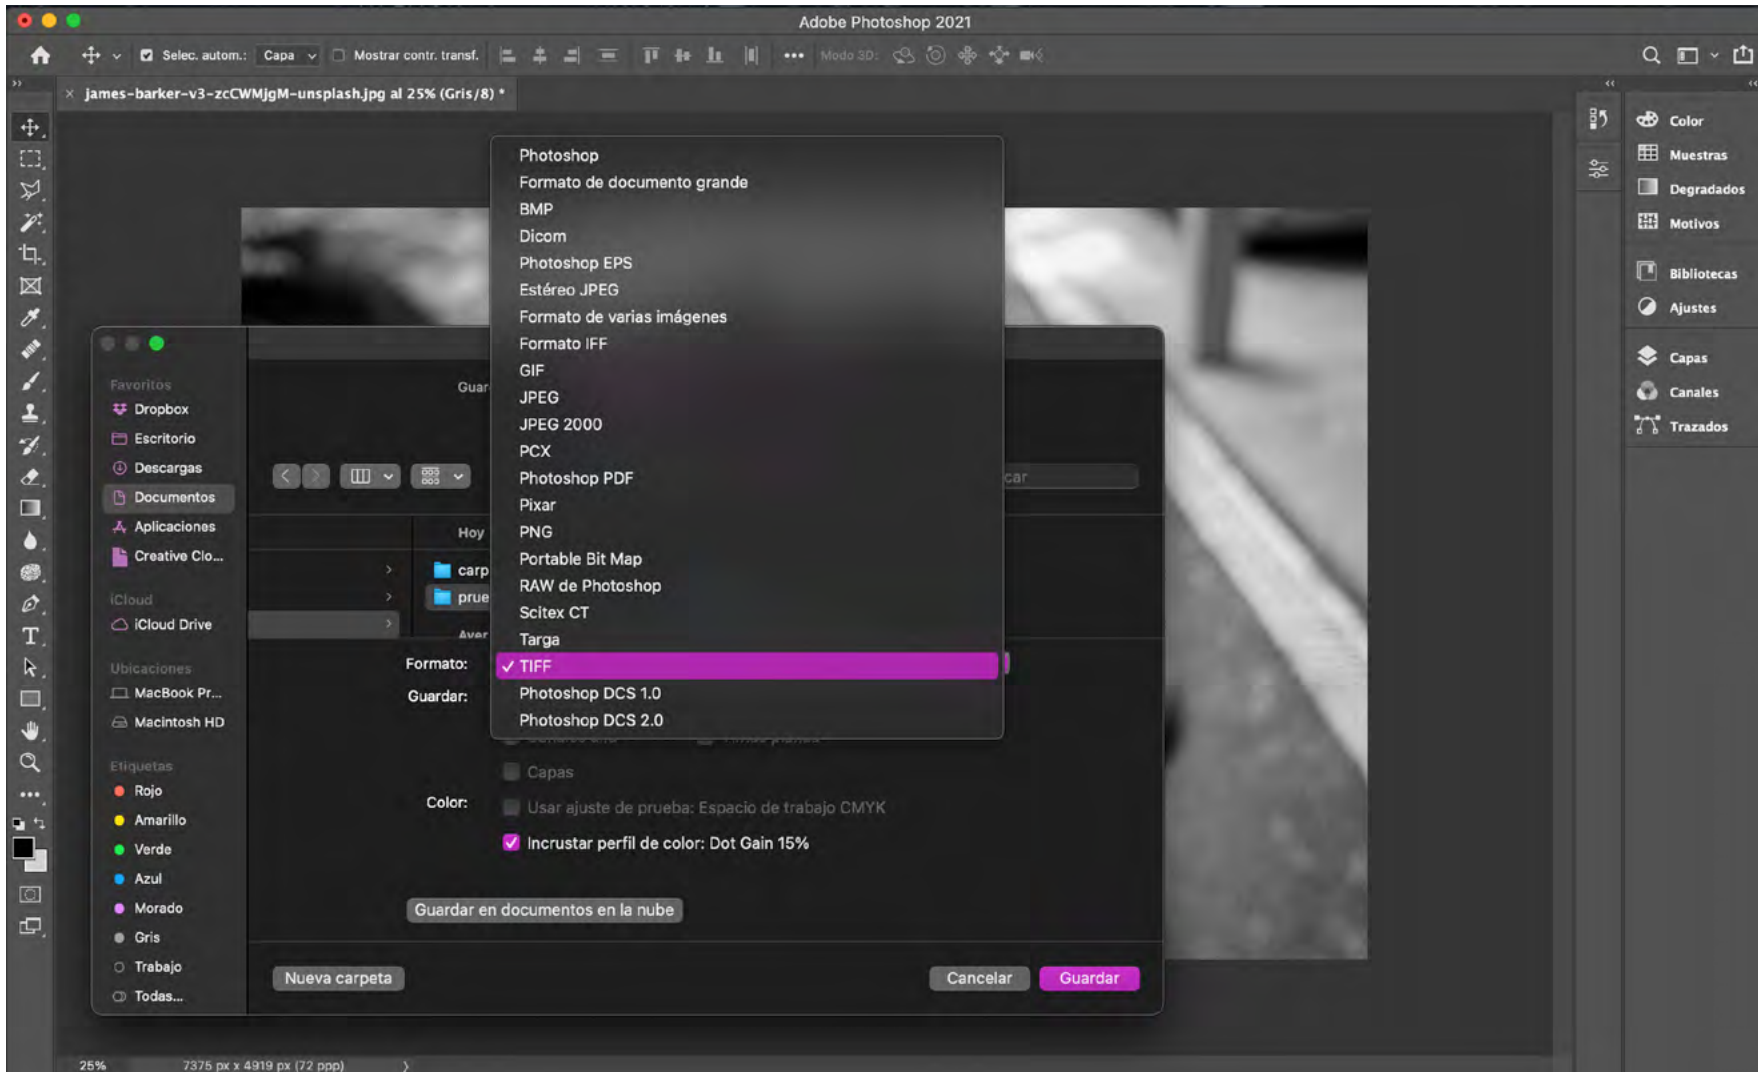 Adobe Photoshop 2021
Selec. autom.: Capa Mostrar contr. transf. Modo 3D:
james-barker-v3-zcCWMjgM-unsplash.jpg al 25% (Gris/8) *
Color
Muestras
Degradados
Motivos
Bibliotecas
Ajustes
Capas
Canales
Trazados
Photoshop
Formato de documento grande
BMP
Dicom
Photoshop EPS
Estéreo JPEG
Formato de varias imágenes
Formato IFF
GIF
JPEG
JPEG 2000
PCX
Photoshop PDF
Pixar
PNG
Portable Bit Map
RAW de Photoshop
Scitex CT
Targa
TIFF
Photoshop DCS 1.0
Photoshop DCS 2.0
Favoritos
Dropbox
Escritorio
Descargas
Documentos
Aplicaciones
Creative Clo...
iCloud
iCloud Drive
Ubicaciones
MacBook Pr...
Macintosh HD
Etiquetas
Rojo
Amarillo
Verde
Azul
Morado
Gris
Trabajo
Todas...
Guar
car
Hoy
carp
prue
Ayer
Formato:
Guardar:
Capas
Color:
Usar ajuste de prueba: Espacio de trabajo CMYK
Incrustar perfil de color: Dot Gain 15%
Guardar en documentos en la nube
Nueva carpeta
Cancelar
Guardar
25% 7375 px x 4919 px (72 ppp)